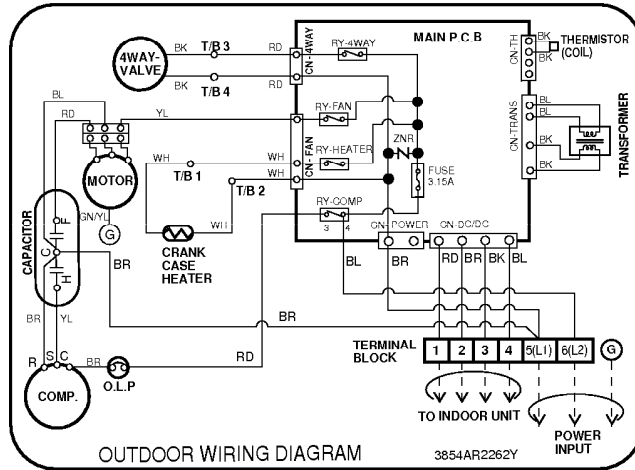 MAIN P.C.B
4WAY-VALVE
BK
T/B 3
RD
CN-4WAY
RY-4WAY
CN-TH
BK
BK
THERMISTOR
(COIL)
BK
T/B 4
RD
BL
RD
YL
RY-FAN
CN-FAN
ZNR
CN-TRANS
BL
BL
BK
BK
TRANSFORMER
MOTOR
WH
T/B 1
WH
RY-HEATER
T/B 2
WH
FUSE
3.15A
GN/YL
G
WH
RY-COMP
3 4
CN-POWER
CN-DC/DC
CAPACITOR
F
C
H
CRANK
CASE
HEATER
BR
BL
BR
RD
BR
BK
BL
BR
YL
BR
R
S
C
BR
O.L.P
RD
COMP.
TERMINAL
BLOCK
1
2
3
4
5(L1)
6(L2)
G
TO INDOOR UNIT
POWER
INPUT
OUTDOOR WIRING DIAGRAM
3854AR2262Y